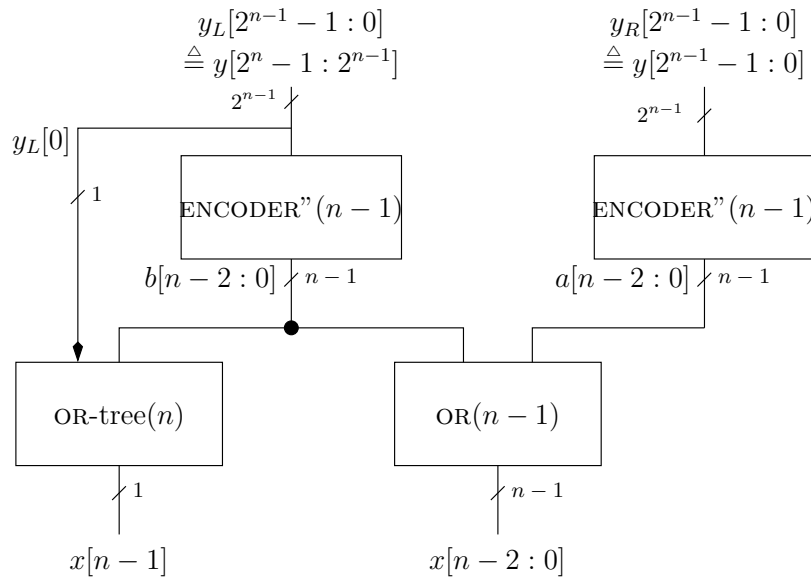 y_L[2^{n-1} − 1 : 0]
≜ y[2^n − 1 : 2^{n-1}]
y_R[2^{n-1} − 1 : 0]
≜ y[2^{n-1} − 1 : 0]
2^{n-1}
2^{n-1}
y_L[0]
1
ENCODER”(n − 1)
ENCODER”(n − 1)
b[n − 2 : 0]
n − 1
a[n − 2 : 0]
n − 1
OR-tree(n)
OR(n − 1)
1
n − 1
x[n − 1]
x[n − 2 : 0]